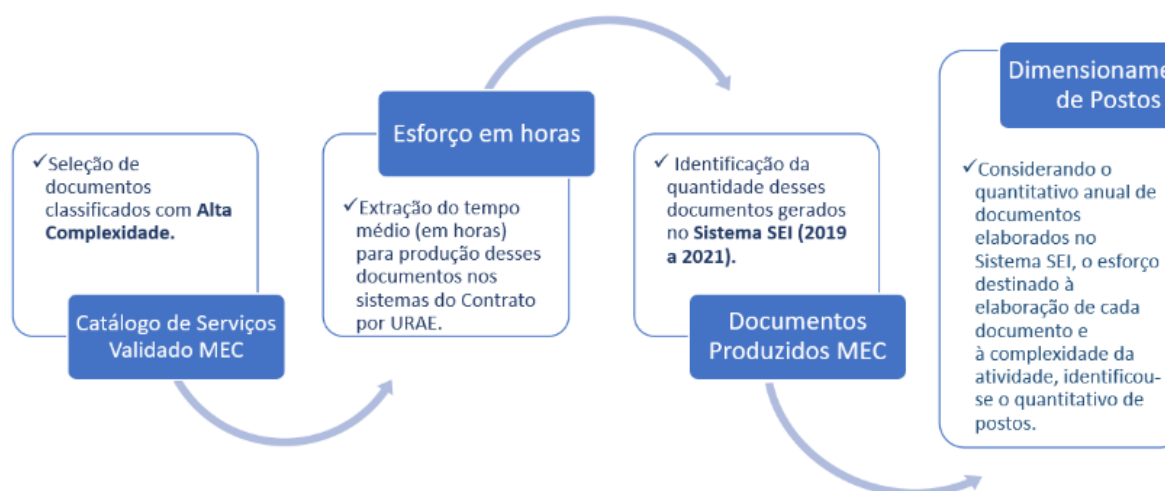 ✓Seleção de
documentos
classificados com Alta
Complexidade.
Catálogo de Serviços
Validado MEC
Esforço em horas
✓Extração do tempo
médio (em horas)
para produção desses
documentos nos
sistemas do Contrato
por URAE.
✓ Identificação da
quantidade desses
documentos gerados
no Sistema SEI (2019
a 2021).
Documentos
Produzidos MEC
de Postos
✓Considerando o
quantitativo anual de
documentos
elaborados no
Sistema SEI, o esforço
destinado à
elaboração de cada
documento e
à complexidade da
atividade, identificou-
se o quantitativo de
postos.